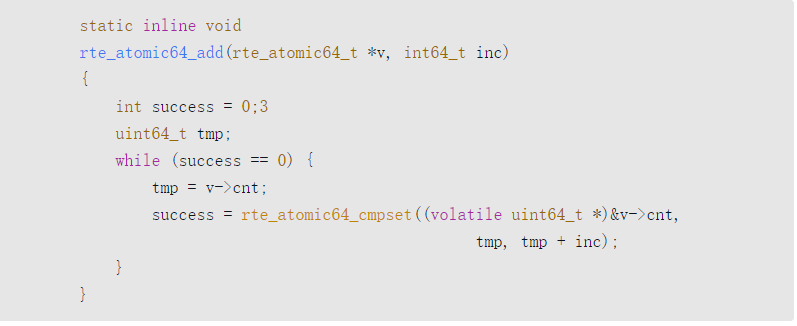 static inline void
rte_atomic64_add(rte_atomic64_t *v, int64_t inc)
{
int success = 0;3
uint64_t tmp;
while (success == 0) {
tmp = v->cnt;
success = rte_atomic64_cmpset((volatile uint64_t *)&v->cnt,
tmp, tmp + inc);
}
}